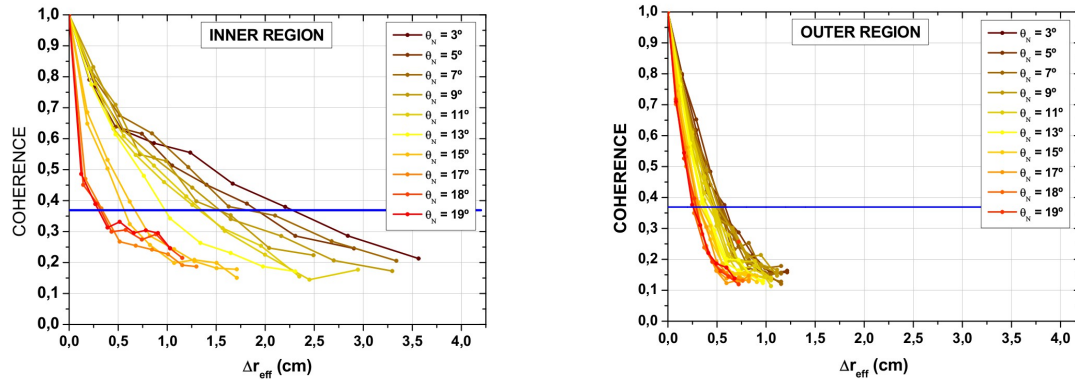 INNER REGION
θN = 3º
θN = 5º
θN = 7º
θN = 9º
θN = 11º
θN = 13º
θN = 15º
θN = 17º
θN = 18º
θN = 19º
COHERENCE
1,0
0,9
0,8
0,7
0,6
0,5
0,4
0,3
0,2
0,1
0,0
0,0 0,5 1,0 1,5 2,0 2,5 3,0 3,5 4,0
Δreff (cm)
OUTER REGION
θN = 3º
θN = 5º
θN = 7º
θN = 9º
θN = 11º
θN = 13º
θN = 15º
θN = 17º
θN = 18º
θN = 19º
COHERENCE
1,0
0,9
0,8
0,7
0,6
0,5
0,4
0,3
0,2
0,1
0,0
0,0 0,5 1,0 1,5 2,0 2,5 3,0 3,5 4,0
Δreff (cm)